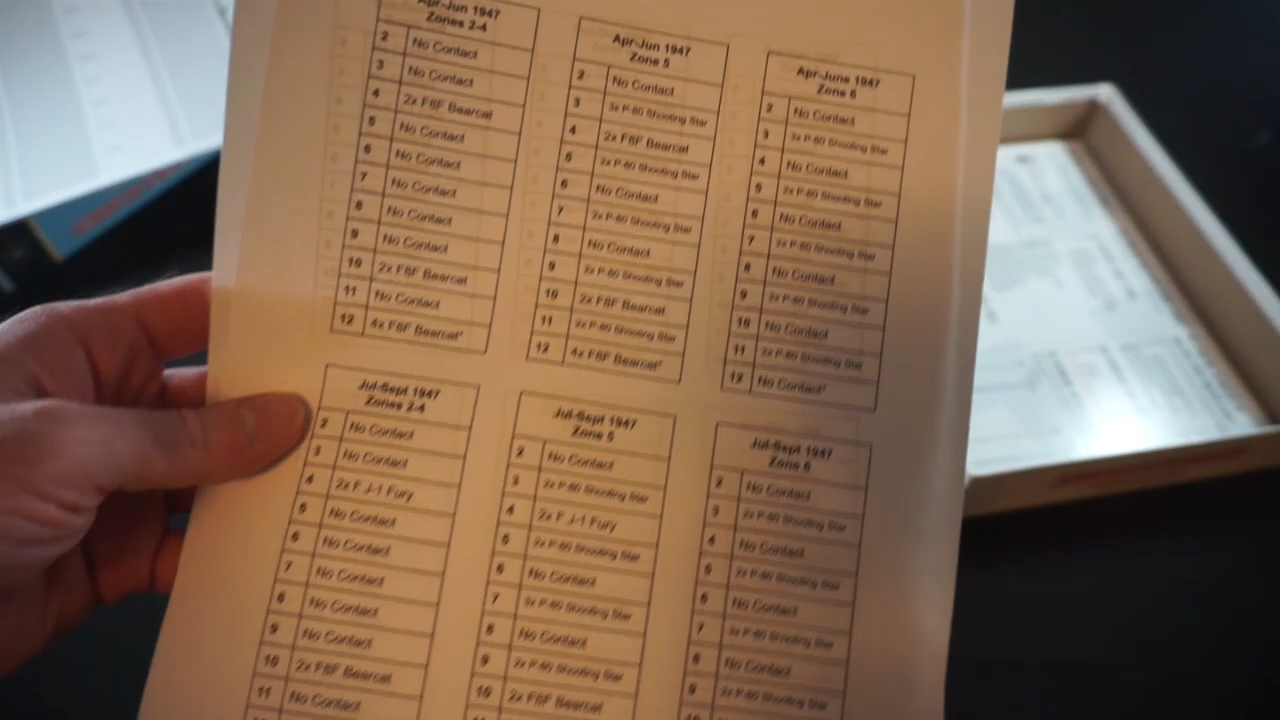 Apr-Jun 1947
Zones 2-4
2 No Contact
3 No Contact
4 2x F8F Bearcat
5 No Contact
6 No Contact
7 No Contact
8 No Contact
9 No Contact
10 2x F8F Bearcat
11 No Contact
12 4x F8F Bearcat*
Apr-Jun 1947
Zone 5
2 No Contact
3 3x P-80 Shooting Star
4 2x F8F Bearcat
5 2x P-80 Shooting Star
6 No Contact
7 2x P-80 Shooting Star
8 No Contact
9 2x P-80 Shooting Star
10 2x F8F Bearcat
11 2x P-80 Shooting Star
12 4x F8F Bearcat*
Apr-June 1947
Zone 6
2 No Contact
3 3x P-80 Shooting Star
4 No Contact
5 2x P-80 Shooting Star
6 No Contact
7 2x P-80 Shooting Star
8 No Contact
9 2x P-80 Shooting Star
10 No Contact
11 2x P-80 Shooting Star
12 No Contact*
Jul-Sept 1947
Zones 2-4
2 No Contact
3 No Contact
4 2x F J-1 Fury
5 No Contact
6 No Contact
7 No Contact
8 No Contact
9 No Contact
10 2x F8F Bearcat
11 No Contact
Jul-Sept 1947
Zone 5
2 No Contact
3 2x P-80 Shooting Star
4 2x F J-1 Fury
5 2x P-80 Shooting Star
6 No Contact
7 3x P-80 Shooting Star
8 No Contact
9 2x P-80 Shooting Star
10 2x F8F Bearcat
Jul-Sept 1947
Zone 6
2 No Contact
3 2x P-80 Shooting Star
4 No Contact
5 2x P-80 Shooting Star
6 No Contact
7 3x P-80 Shooting Star
8 No Contact
9 2x P-80 Shooting Star